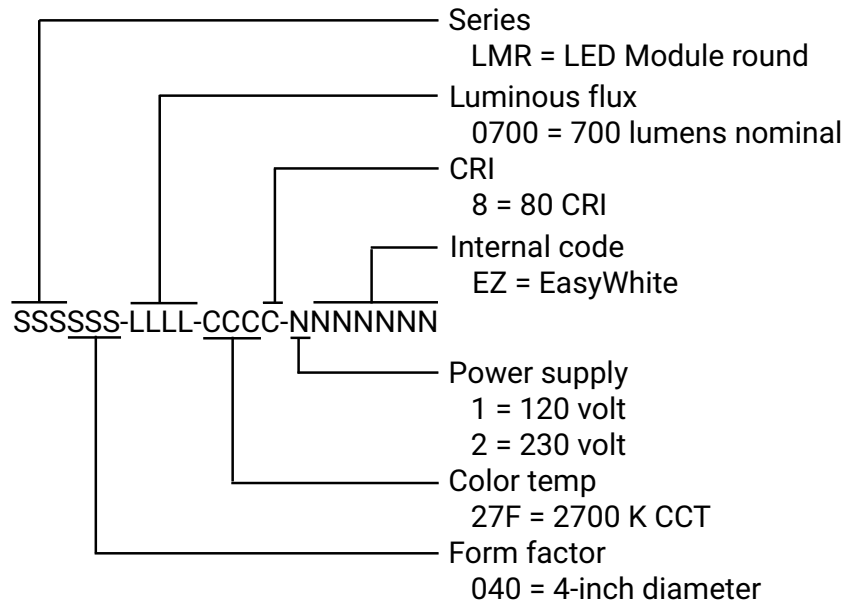 Series
LMR = LED Module round
Luminous flux
0700 = 700 lumens nominal
CRI
8 = 80 CRI
Internal code
EZ = EasyWhite
SSSSSS-LLLL-CCCC-NNNNNNN
Power supply
1 = 120 volt
2 = 230 volt
Color temp
27F = 2700 K CCT
Form factor
040 = 4-inch diameter